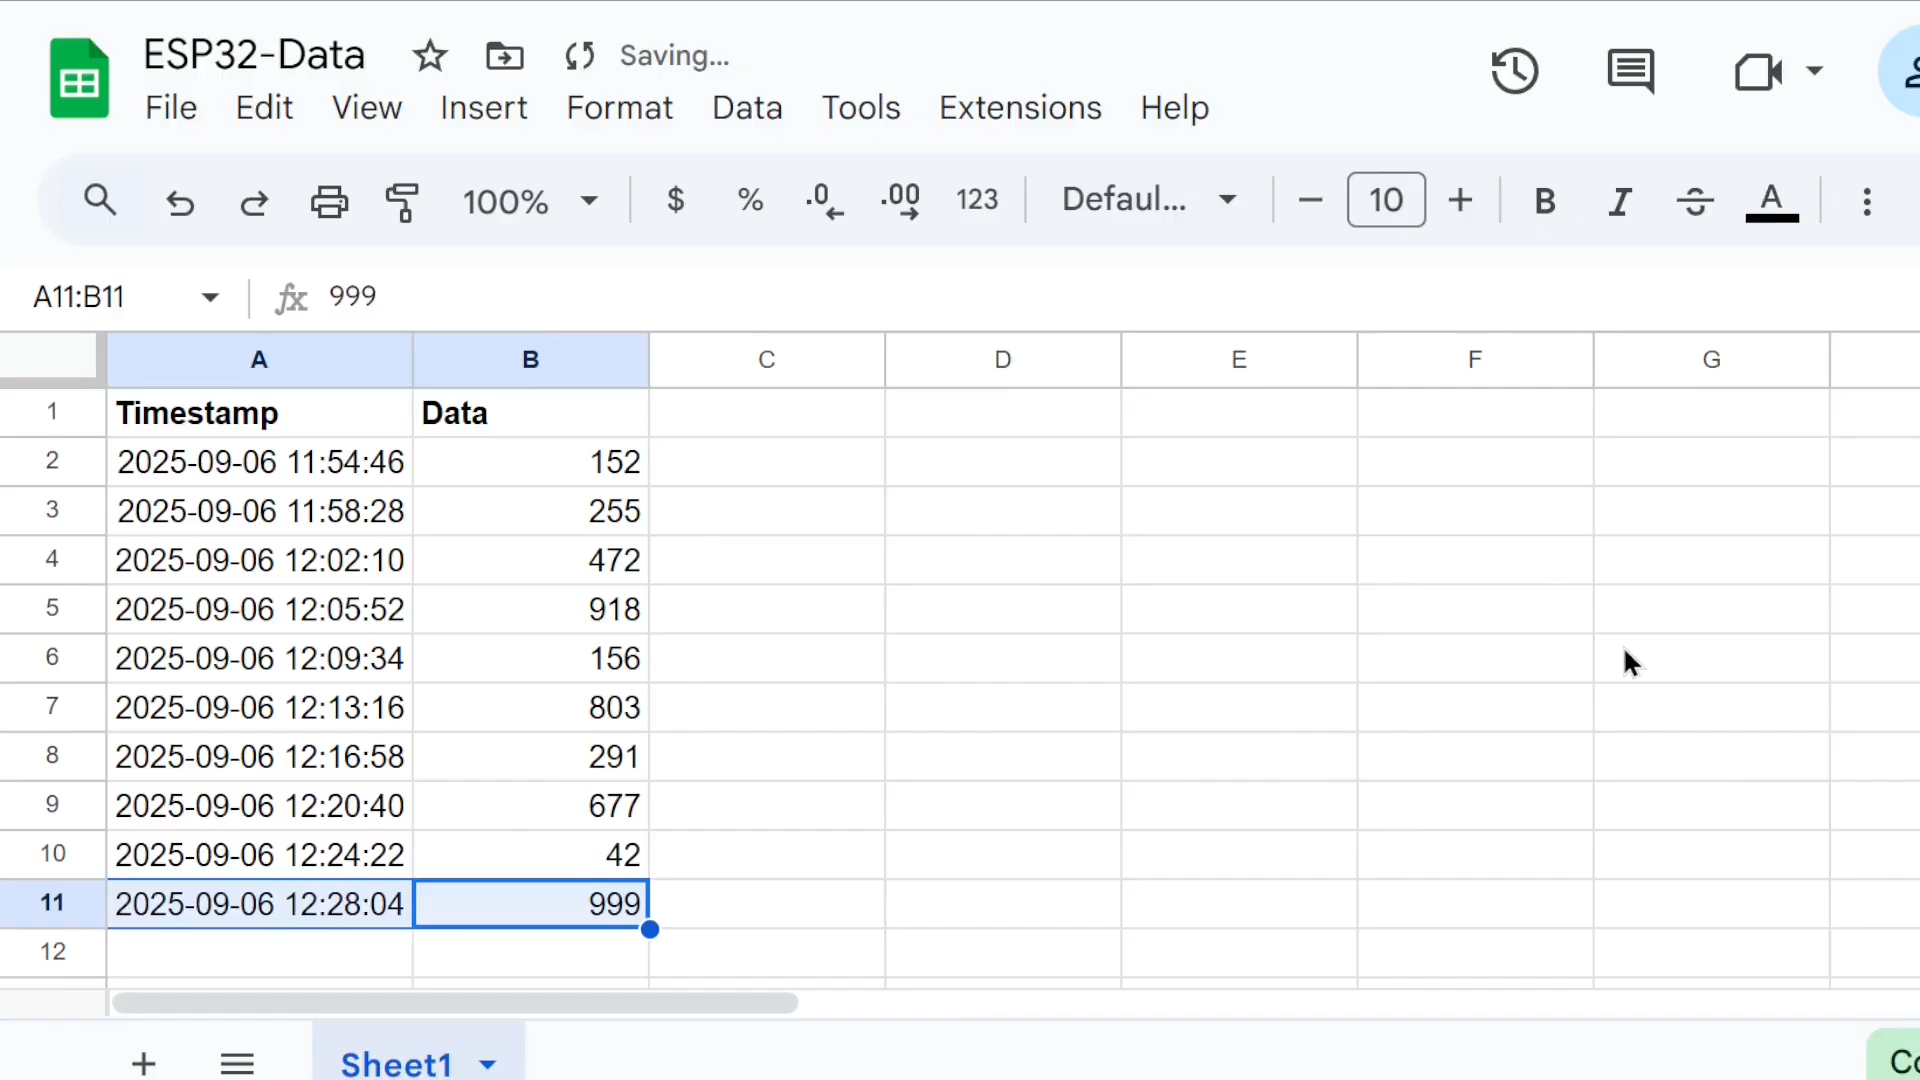 ESP32-Data Saving...
File Edit View Insert Format Data Tools Extensions Help
100% $ % .0 .00 123 Defaul... 10 B I S A
A11:B11 fx 999
A B C D E F G
1 Timestamp Data
2 2025-09-06 11:54:46 152
3 2025-09-06 11:58:28 255
4 2025-09-06 12:02:10 472
5 2025-09-06 12:05:52 918
6 2025-09-06 12:09:34 156
7 2025-09-06 12:13:16 803
8 2025-09-06 12:16:58 291
9 2025-09-06 12:20:40 677
10 2025-09-06 12:24:22 42
11 2025-09-06 12:28:04 999
12
Sheet1